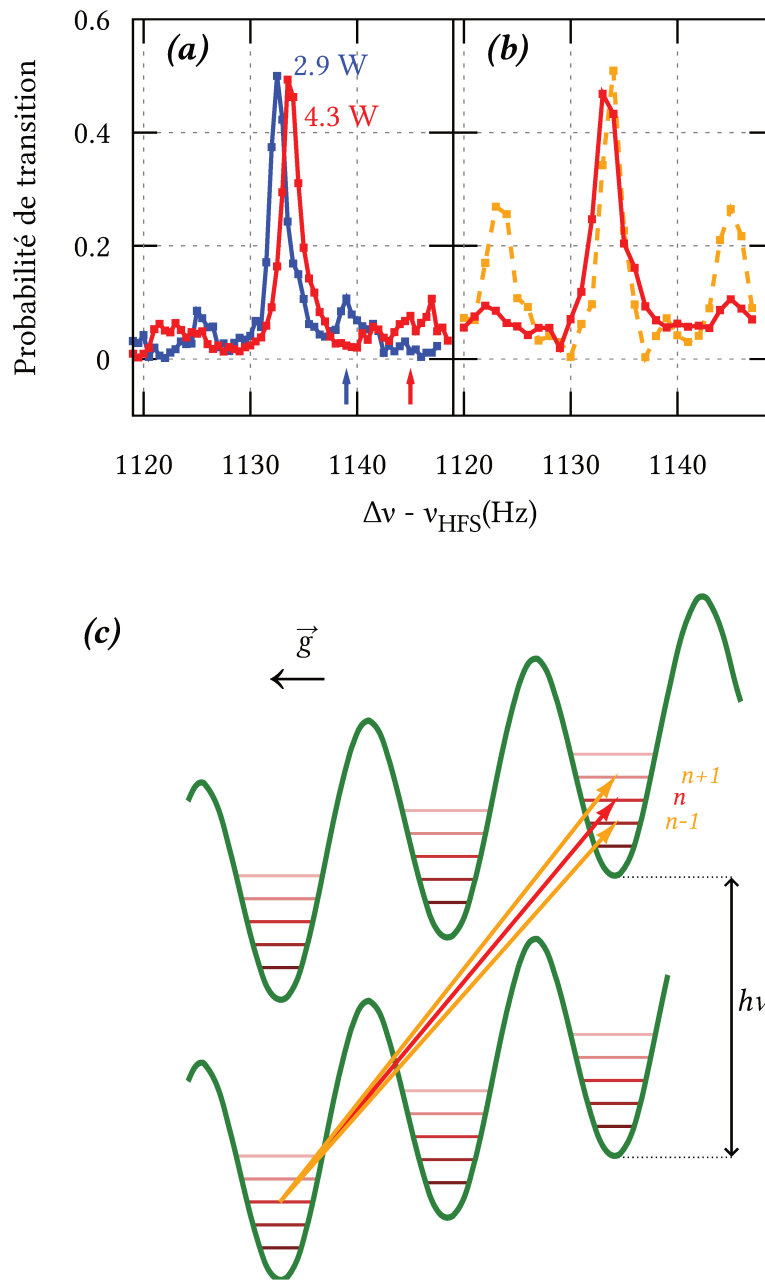 0.6
(a)
(b)
2.9 W
4.3 W
0.4
0.2
0
Probabilité de transition
1120
1130
1140
1120
1130
1140
Δν - νHFS(Hz)
(c)
g
n+1
n
n-1
hν